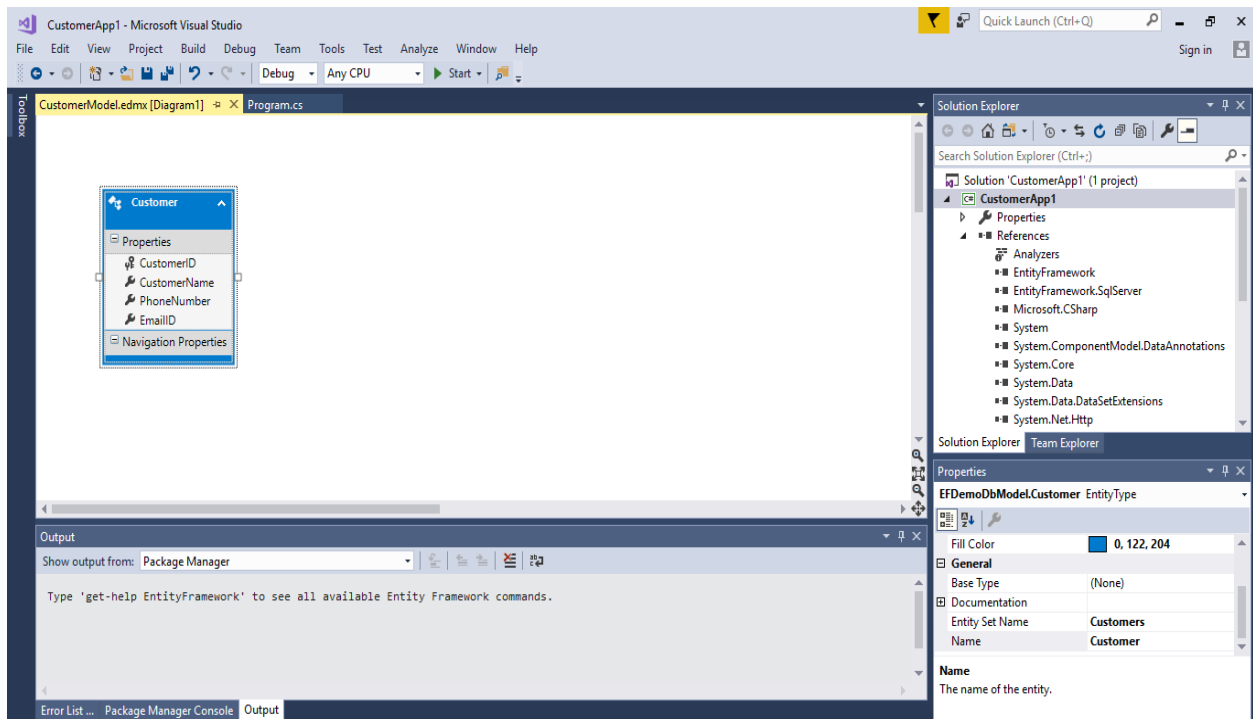 CustomerApp1 - Microsoft Visual Studio
Quick Launch (Ctrl+Q)
File Edit View Project Build Debug Team Tools Test Analyze Window Help
Sign in
Debug Any CPU Start
Toolbox
CustomerModel.edmx [Diagram1] Program.cs
Customer
Properties
CustomerID
CustomerName
PhoneNumber
EmailID
Navigation Properties
Solution Explorer
Search Solution Explorer (Ctrl+;)
Solution 'CustomerApp1' (1 project)
C# CustomerApp1
Properties
References
Analyzers
EntityFramework
EntityFramework.SqlServer
Microsoft.CSharp
System
System.ComponentModel.DataAnnotations
System.Core
System.Data
System.Data.DataSetExtensions
System.Net.Http
Solution Explorer Team Explorer
Properties
EFDemoDbModel.Customer EntityType
Fill Color 0, 122, 204
General
Base Type (None)
Documentation
Entity Set Name Customers
Name Customer
Name
The name of the entity.
Output
Show output from: Package Manager
Type 'get-help EntityFramework' to see all available Entity Framework commands.
Error List ... Package Manager Console Output